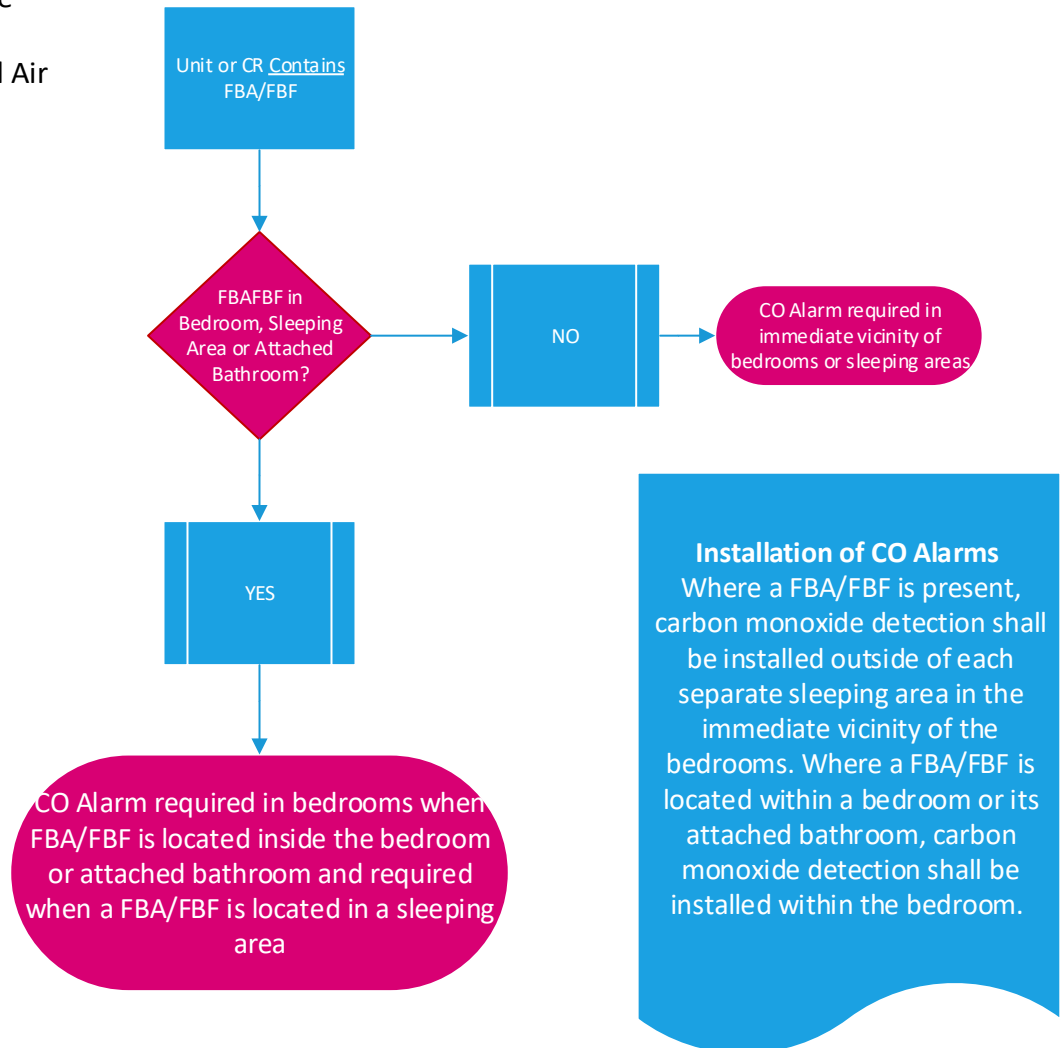 c
Air
Unit or CR Contains
FBA/FBF
FBAFBF in
Bedroom, Sleeping
Area or Attached
Bathroom?
NO
CO Alarm required in
immediate vicinity of
bedrooms or sleeping areas
YES
CO Alarm required in bedrooms when
FBA/FBF is located inside the bedroom
or attached bathroom and required
when a FBA/FBF is located in a sleeping
area
Installation of CO Alarms
Where a FBA/FBF is present,
carbon monoxide detection shall
be installed outside of each
separate sleeping area in the
immediate vicinity of the
bedrooms. Where a FBA/FBF is
located within a bedroom or its
attached bathroom, carbon
monoxide detection shall be
installed within the bedroom.